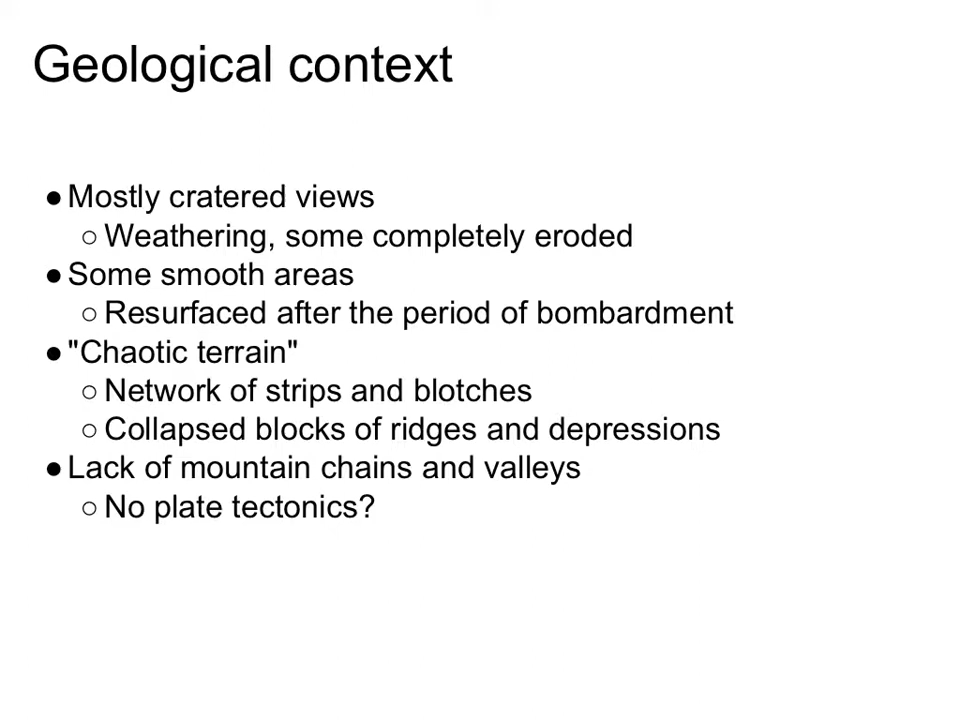 Geological context
● Mostly cratered views
○ Weathering, some completely eroded
● Some smooth areas
○ Resurfaced after the period of bombardment
● "Chaotic terrain"
○ Network of strips and blotches
○ Collapsed blocks of ridges and depressions
● Lack of mountain chains and valleys
○ No plate tectonics?